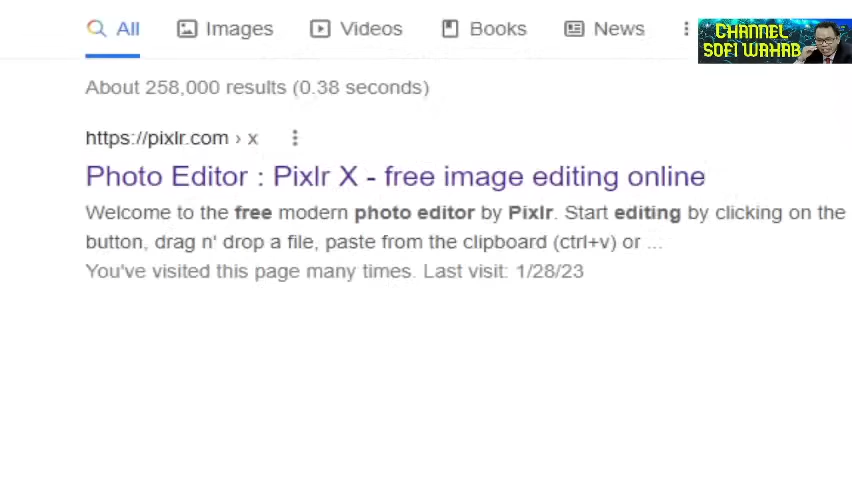 All Images Videos Books News
CHANNEL
SOFI WAHAB
About 258,000 results (0.38 seconds)
https://pixlr.com › x
Photo Editor : Pixlr X - free image editing online
Welcome to the free modern photo editor by Pixlr. Start editing by clicking on the
button, drag n' drop a file, paste from the clipboard (ctrl+v) or ...
You've visited this page many times. Last visit: 1/28/23